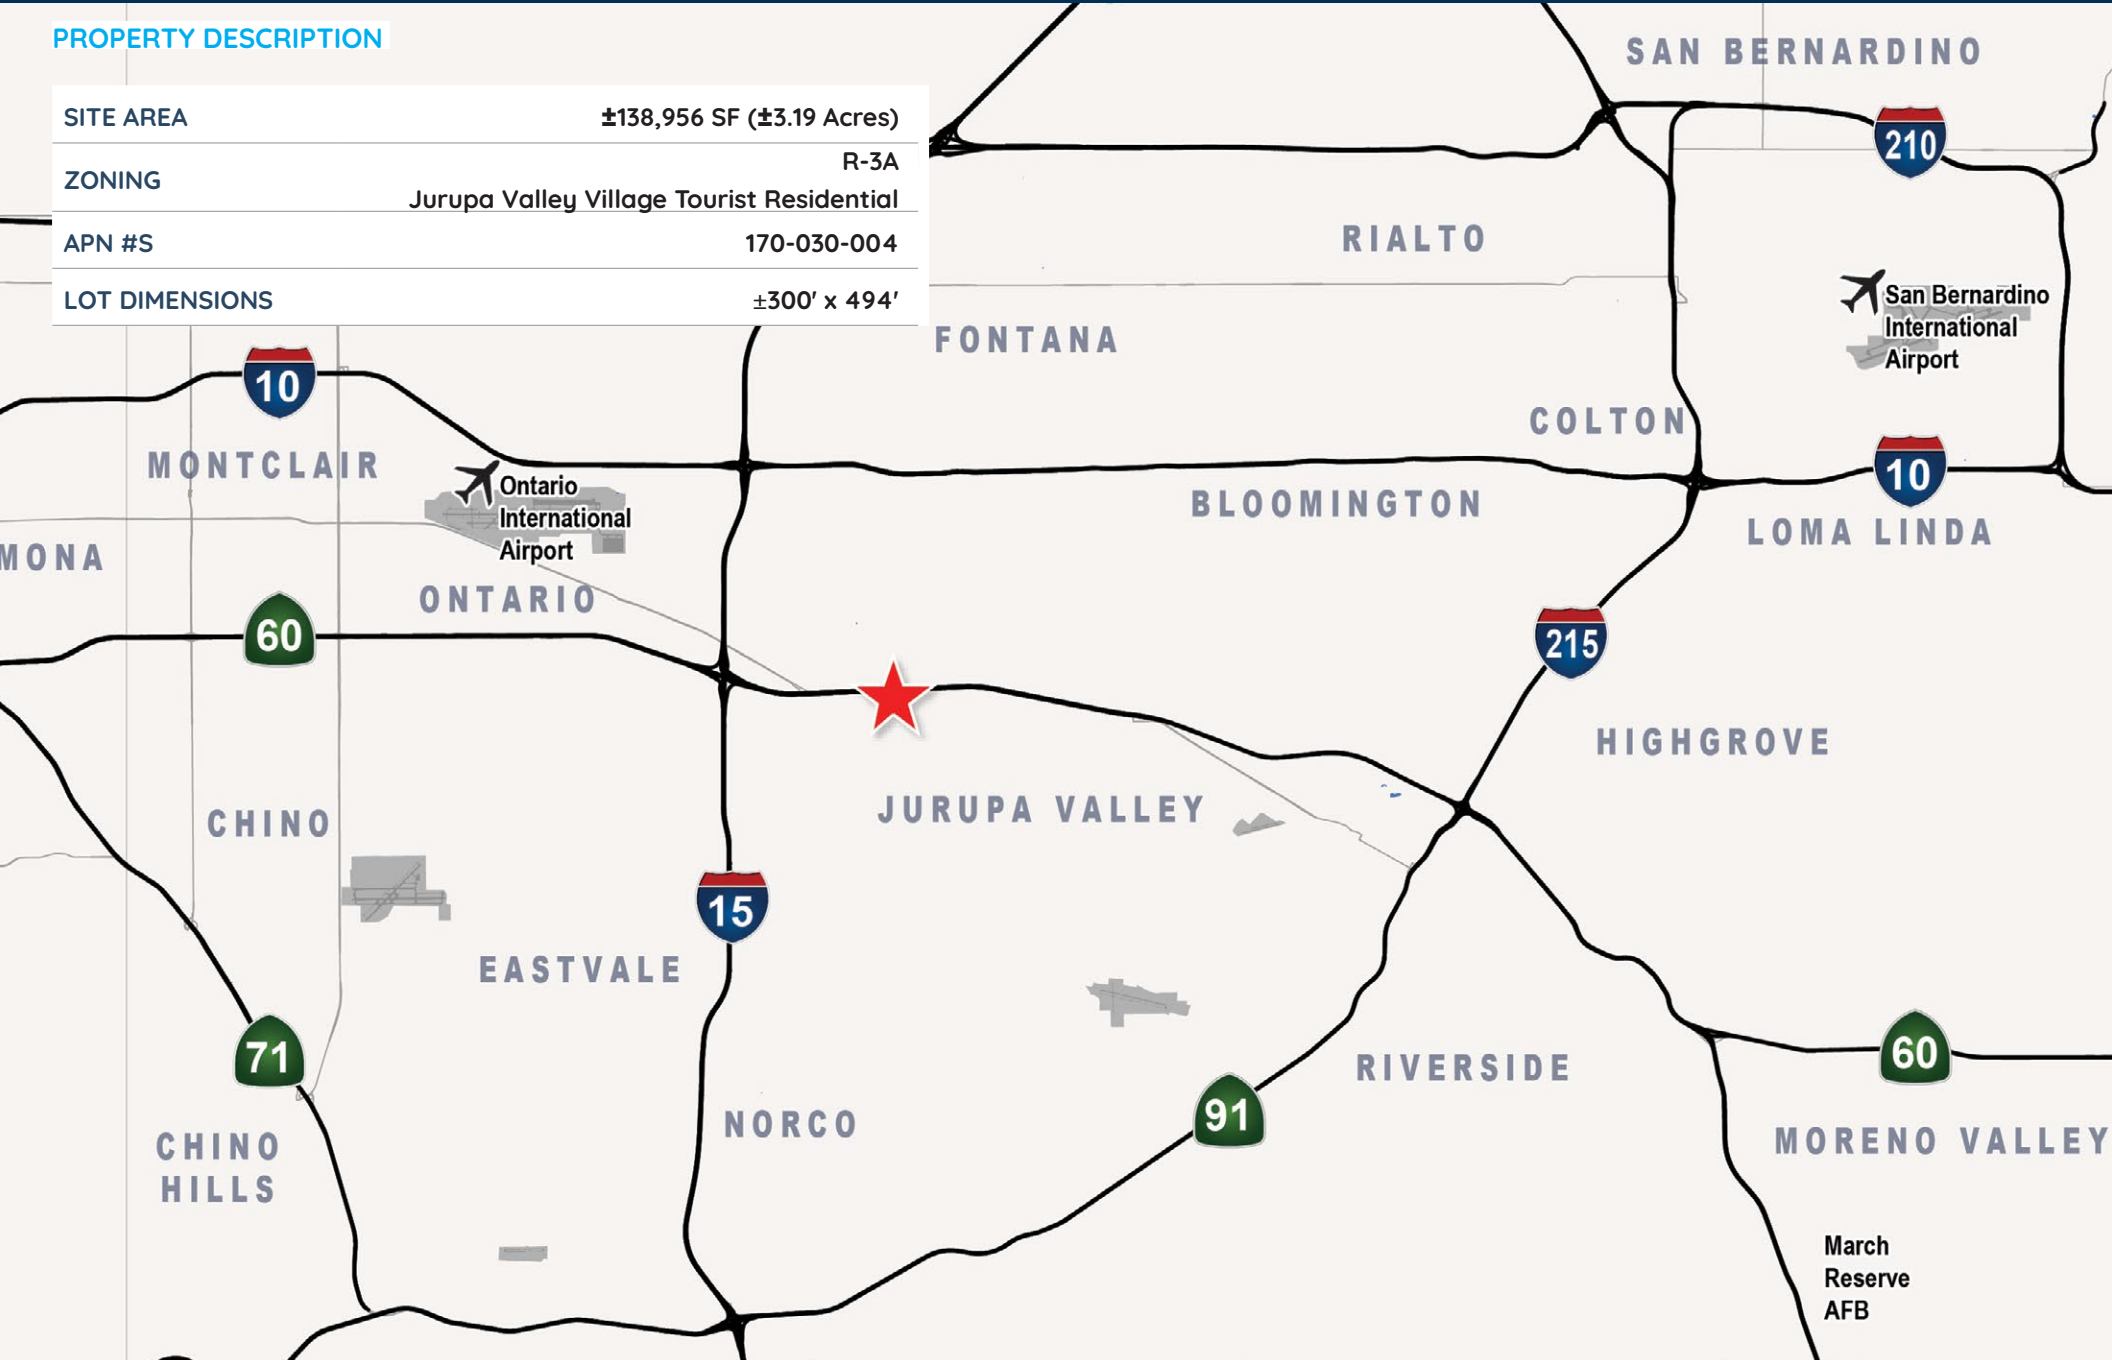 PROPERTY DESCRIPTION
SITE AREA ±138,956 SF (±3.19 Acres)
ZONING R-3A
Jurupa Valley Village Tourist Residential
APN #S 170-030-004
LOT DIMENSIONS ±300' x 494'
SAN BERNARDINO
210
RIALTO
San Bernardino
International
Airport
FONTANA
10
COLTON
MONTCLAIR
10
Ontario
International
Airport
BLOOMINGTON
LOMA LINDA
MONA
ONTARIO
60
215
HIGHGROVE
JURUPA VALLEY
CHINO
15
EASTVALE
71
60
RIVERSIDE
91
NORCO
MORENO VALLEY
CHINO
HILLS
March
Reserve
AFB